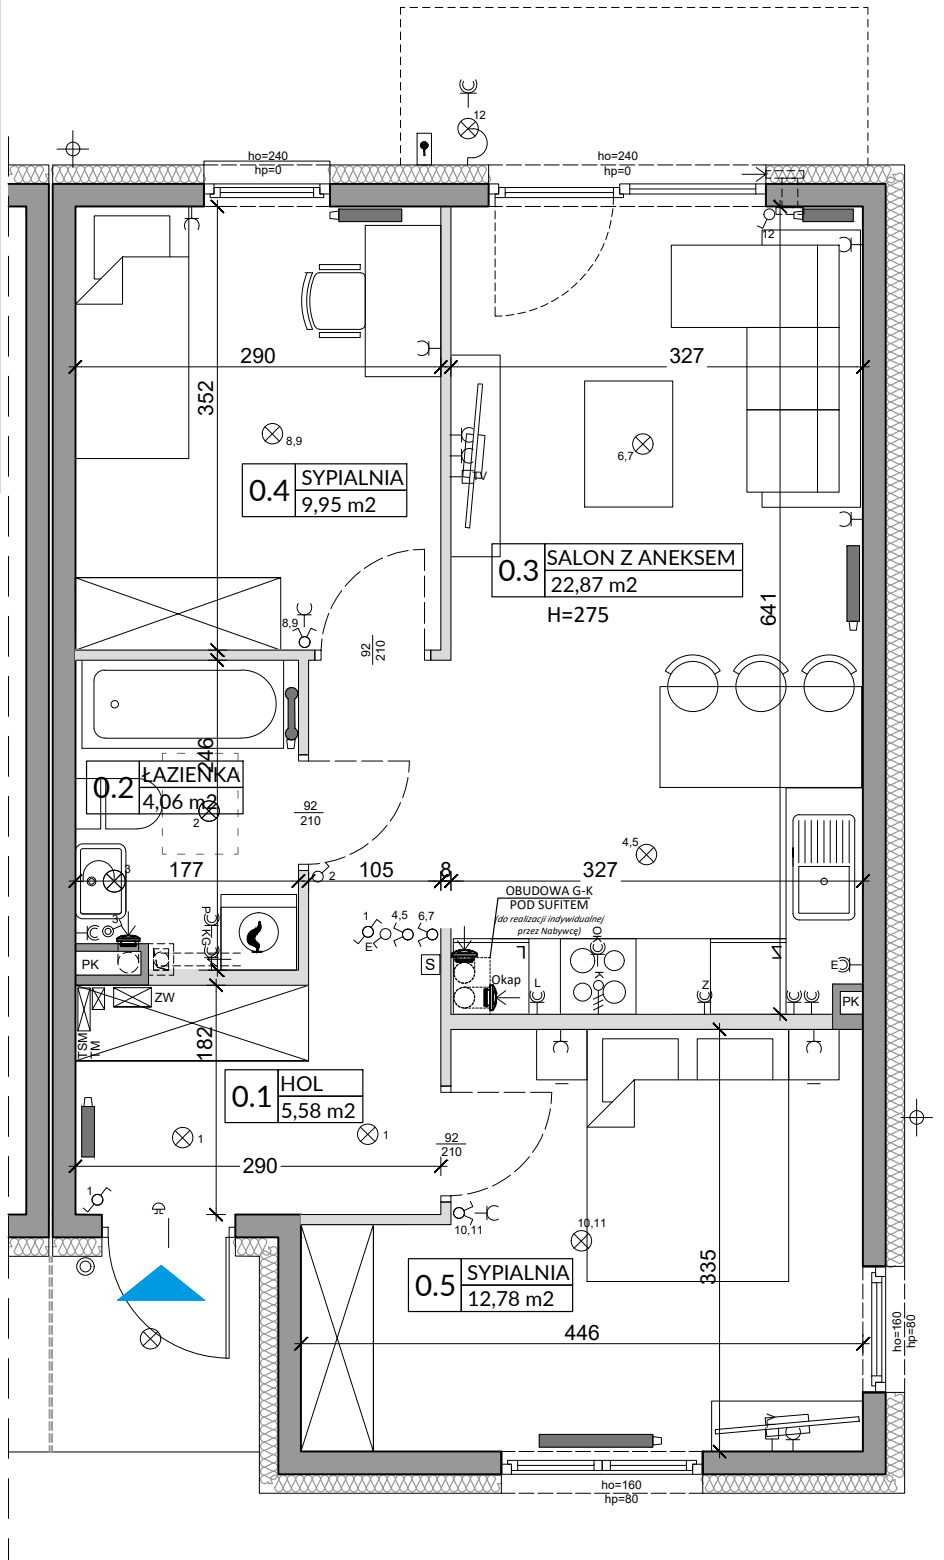 12
ho=240
hp=0
ho=240
hp=0
12
290
327
352
8,9
6,7
0.4
SYPIALNIA
9,95 m2
TV
0.3
SALON Z ANEKSEM
22,87 m2
H=275
641
8,9
92
210
246
0.2
ŁAZIENKA
4,06 m2
2
92
210
4,5
3
177
2
105
8
327
OBUDOWA G-K
POD SUFITEM
(do realizacji indywidualnej
przez Nabywcę)
3
P
KG
1
4,5
6,7
E
OK
PK
S
Okap
L
K
Z
E
PK
ZW
TSM
TM
182
0.1
HOL
5,58 m2
1
1
92
210
290
1
10,11
10,11
0.5
SYPIALNIA
12,78 m2
335
446
ho=160
hp=80
ho=160
hp=80